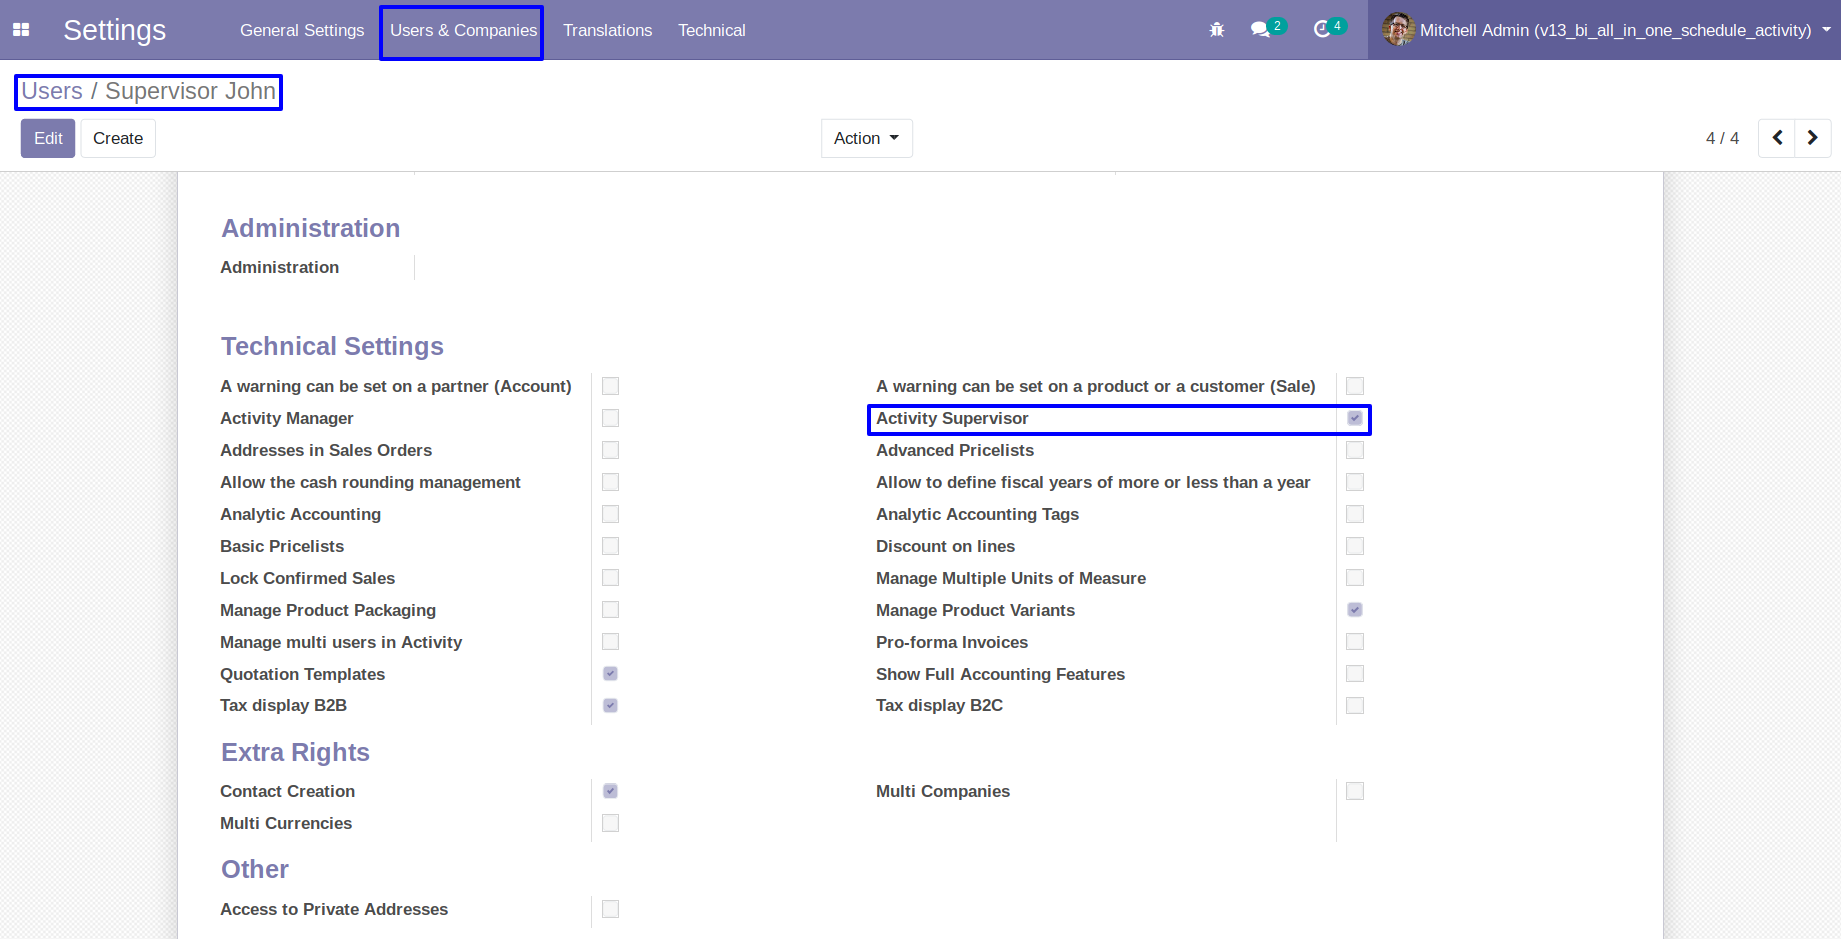 Settings General Settings Users & Companies Translations Technical 2 4 Mitchell Admin (v13_bi_all_in_one_schedule_activity)
Users / Supervisor John
Edit Create Action 4 / 4
Administration
Administration
Technical Settings
A warning can be set on a partner (Account) A warning can be set on a product or a customer (Sale)
Activity Manager Activity Supervisor
Addresses in Sales Orders Advanced Pricelists
Allow the cash rounding management Allow to define fiscal years of more or less than a year
Analytic Accounting Analytic Accounting Tags
Basic Pricelists Discount on lines
Lock Confirmed Sales Manage Multiple Units of Measure
Manage Product Packaging Manage Product Variants
Manage multi users in Activity Pro-forma Invoices
Quotation Templates Show Full Accounting Features
Tax display B2B Tax display B2C
Extra Rights
Contact Creation Multi Companies
Multi Currencies
Other
Access to Private Addresses